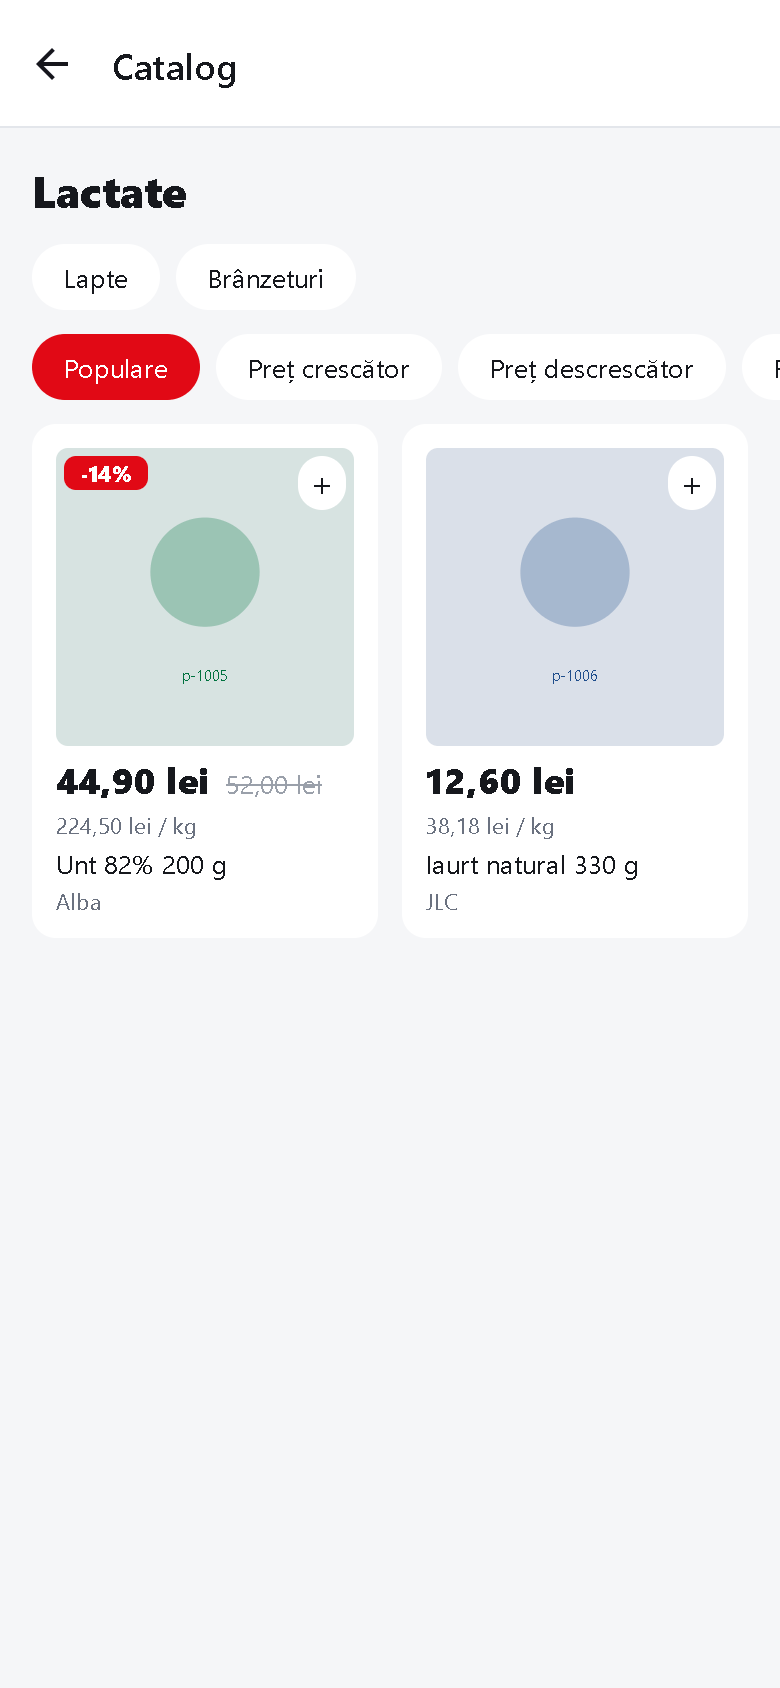 Catalog
Lactate
Lapte
Brânzeturi
Populare
Preț crescător
Preț descrescător
-14%
+
+
p-1005
p-1006
44,90 lei 52,00 lei
224,50 lei / kg
Unt 82% 200 g
Alba
12,60 lei
38,18 lei / kg
Iaurt natural 330 g
JLC